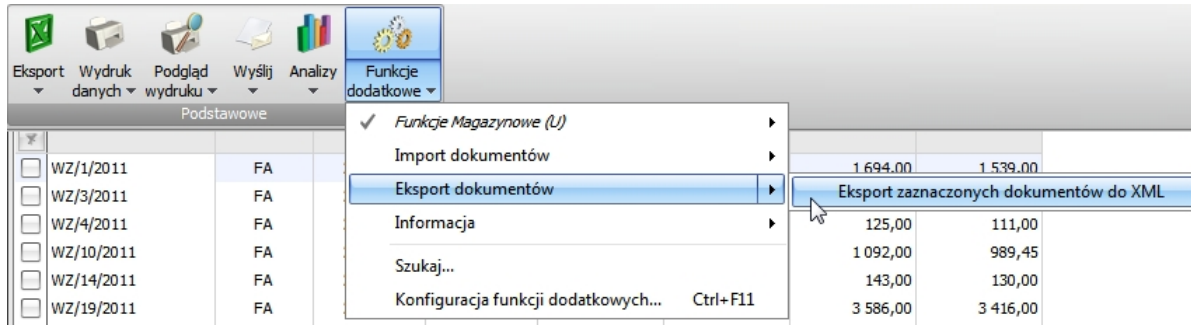 Eksport Wydruk danych Podgląd wydruku Wyślij Analizy Funkcje dodatkowe
Podstawowe
Funkcje Magazynowe (U)
Import dokumentów
WZ/1/2011 FA 1 694,00 1 539,00
Eksport dokumentów Eksport zaznaczonych dokumentów do XML
WZ/3/2011 FA
Informacja
WZ/4/2011 FA 125,00 111,00
WZ/10/2011 FA 1 092,00 989,45
Szukaj...
WZ/14/2011 FA 143,00 130,00
Konfiguracja funkcji dodatkowych... Ctrl+F11
WZ/19/2011 FA 3 586,00 3 416,00